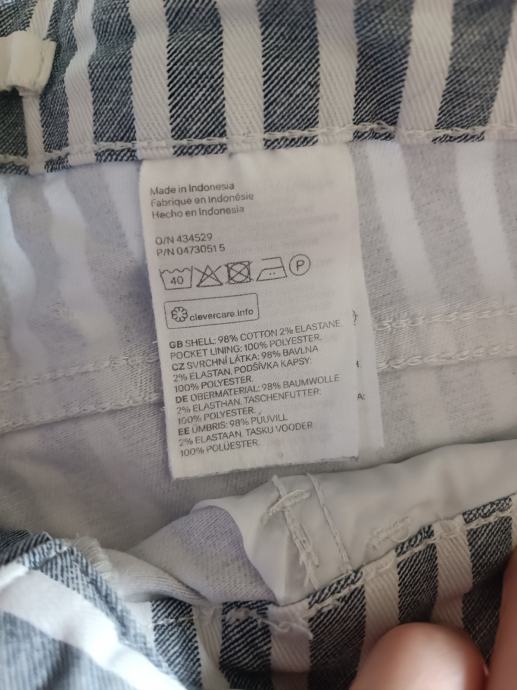 Made in Indonesia
Fabriqué en Indonésie
Hecho en Indonesia
O/N 434529
P/N 04730515
40 P
clevercare.info
GB SHELL: 98% COTTON 2% ELASTANE
POCKET LINING: 100% POLYESTER.
CZ SVRCHNÍ LÁTKA: 98% BAVLNA
2% ELASTAN, PODŠÍVKA KAPSY:
100% POLYESTER.
DE OBERMATERIAL: 98% BAUMWOLLE
2% ELASTHAN. TASCHENFUTTER:
100% POLYESTER.
EE ÜMBRIS: 98% PUUVILL
2% ELASTAAN. TASKU VOODER
100% POLÜESTER.